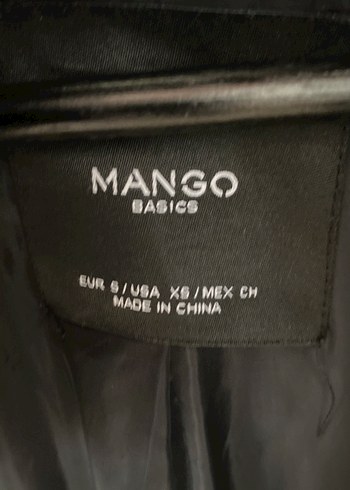 MANGO
BASICS
EUR S / USA XS / MEX CH
MADE IN CHINA